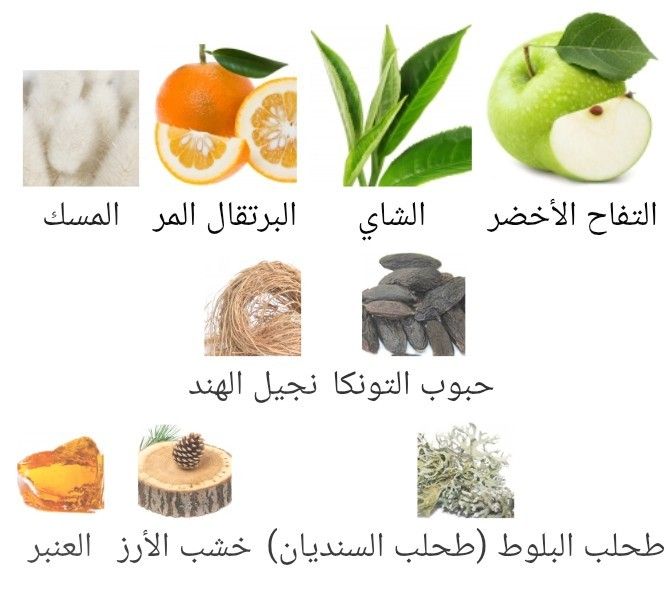 التفاح الأخضر الشاي البرتقال المر المسك
حبوب التونكا نجيل الهند
طحلب البلوط (طحلب السنديان) خشب الأرز العنبر